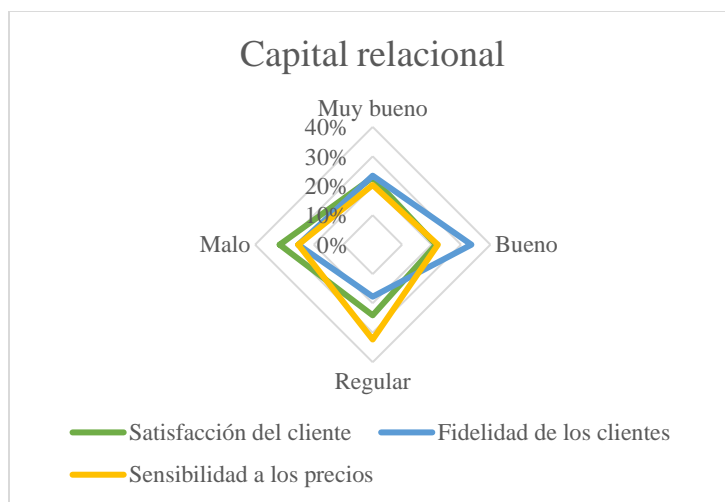 Capital relacional
Muy bueno
40%
30%
20%
10%
0%
Malo
Bueno
Regular
Satisfacción del cliente
Fidelidad de los clientes
Sensibilidad a los precios